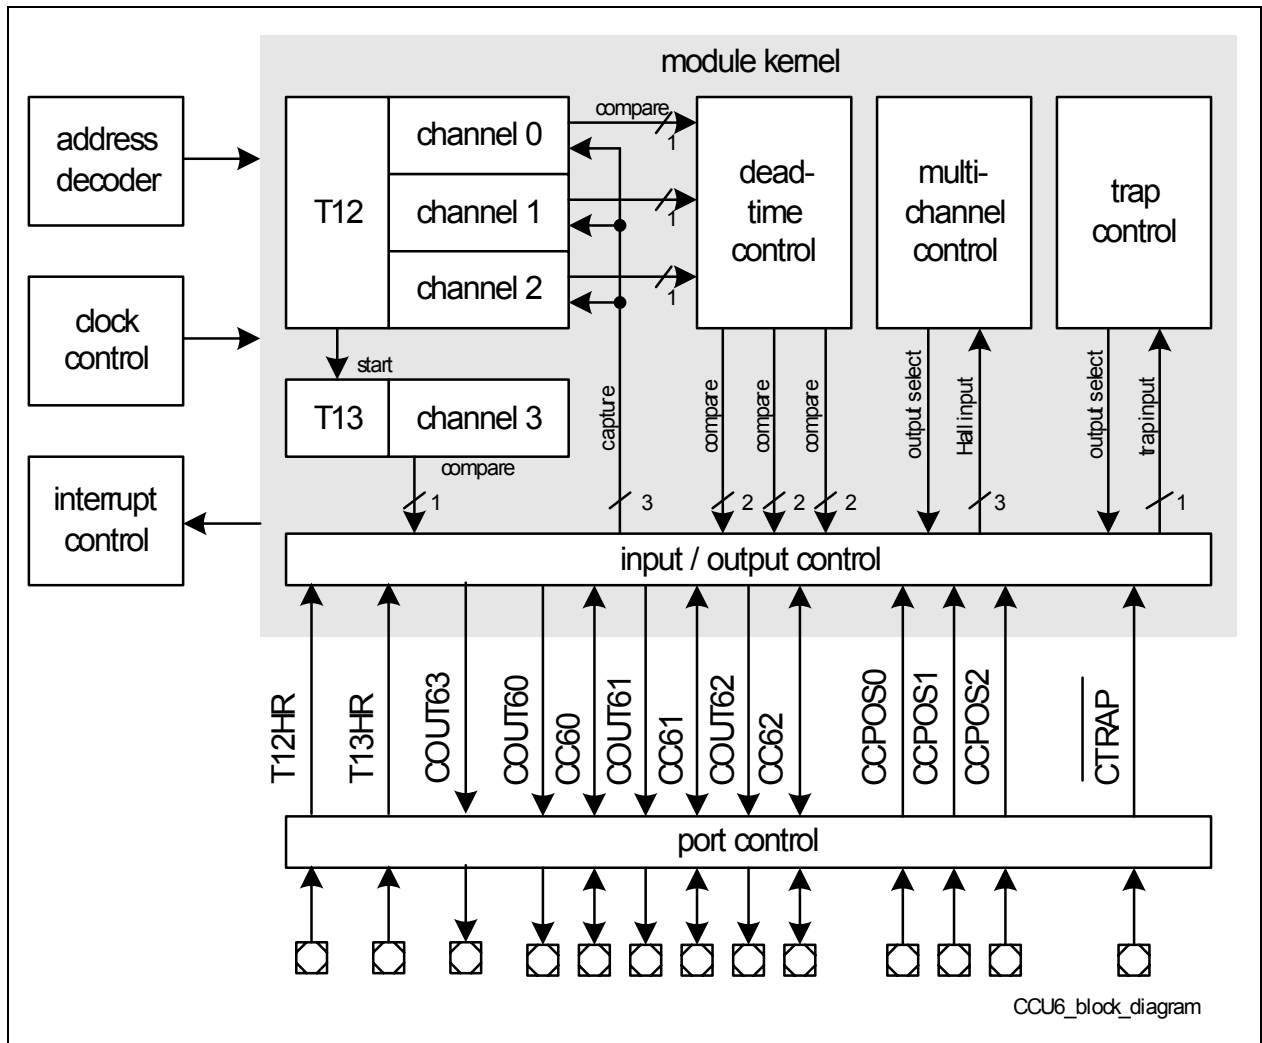 module kernel
address
decoder
clock
control
interrupt
control
T12
channel 0
channel 1
channel 2
compare
1
1
1
dead-
time
control
multi-
channel
control
trap
control
start
T13
channel 3
compare
1
capture
3
compare
2
compare
2
compare
2
output select
Hall input
3
output select
trap input
1
input / output control
T12HR
T13HR
COUT63
COUT60
CC60
COUT61
CC61
COUT62
CC62
CCPOS0
CCPOS1
CCPOS2
CTRAP
port control
CCU6_block_diagram